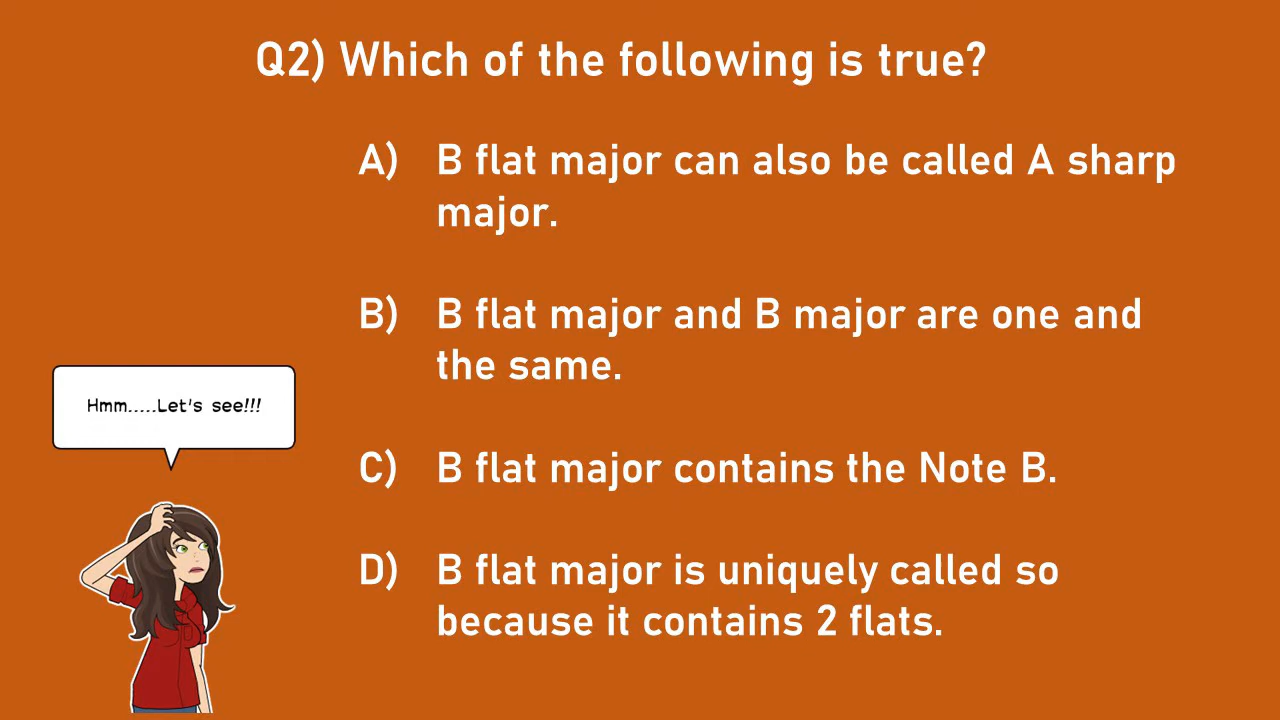 Q2) Which of the following is true?
A) B flat major can also be called A sharp
major.
B) B flat major and B major are one and
the same.
Hmm.....Let's see!!!
C) B flat major contains the Note B.
D) B flat major is uniquely called so
because it contains 2 flats.